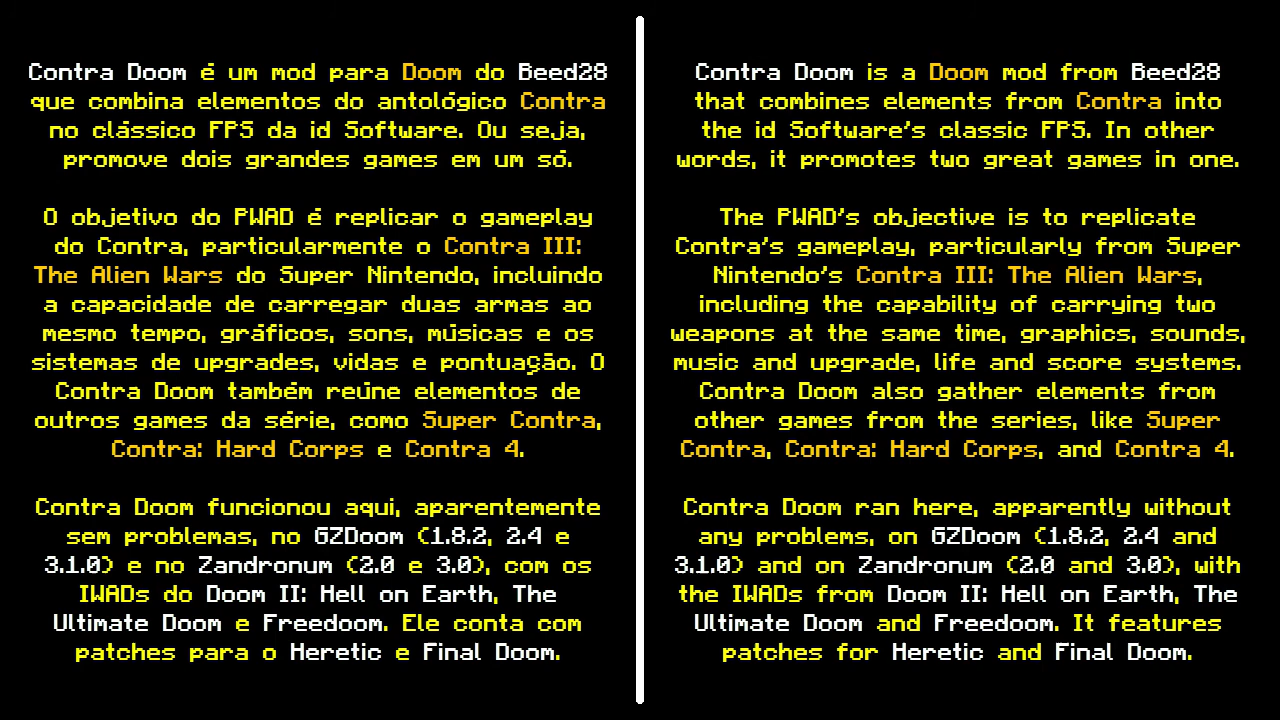 Contra Doom é um mod para Doom do Beed28
que combina elementos do antológico Contra
no clássico FPS da id Software. Ou seja,
promove dois grandes games em um só.
O objetivo do PWAD é replicar o gameplay
do Contra, particularmente o Contra III:
The Alien Wars do Super Nintendo, incluindo
a capacidade de carregar duas armas ao
mesmo tempo, gráficos, sons, músicas e os
sistemas de upgrades, vidas e pontuação. O
Contra Doom também reúne elementos de
outros games da série, como Super Contra,
Contra: Hard Corps e Contra 4.
Contra Doom funcionou aqui, aparentemente
sem problemas, no GZDoom (1.8.2, 2.4 e
3.1.0) e no Zandronum (2.0 e 3.0), com os
IWADs do Doom II: Hell on Earth, The
Ultimate Doom e Freedoom. Ele conta com
patches para o Heretic e Final Doom.
Contra Doom is a Doom mod from Beed28
that combines elements from Contra into
the id Software's classic FPS. In other
words, it promotes two great games in one.
The PWAD's objective is to replicate
Contra's gameplay, particularly from Super
Nintendo's Contra III: The Alien Wars,
including the capability of carrying two
weapons at the same time, graphics, sounds,
music and upgrade, life and score systems.
Contra Doom also gather elements from
other games from the series, like Super
Contra, Contra: Hard Corps, and Contra 4.
Contra Doom ran here, apparently without
any problems, on GZDoom (1.8.2, 2.4 and
3.1.0) and on Zandronum (2.0 and 3.0), with
the IWADs from Doom II: Hell on Earth, The
Ultimate Doom and Freedoom. It features
patches for Heretic and Final Doom.